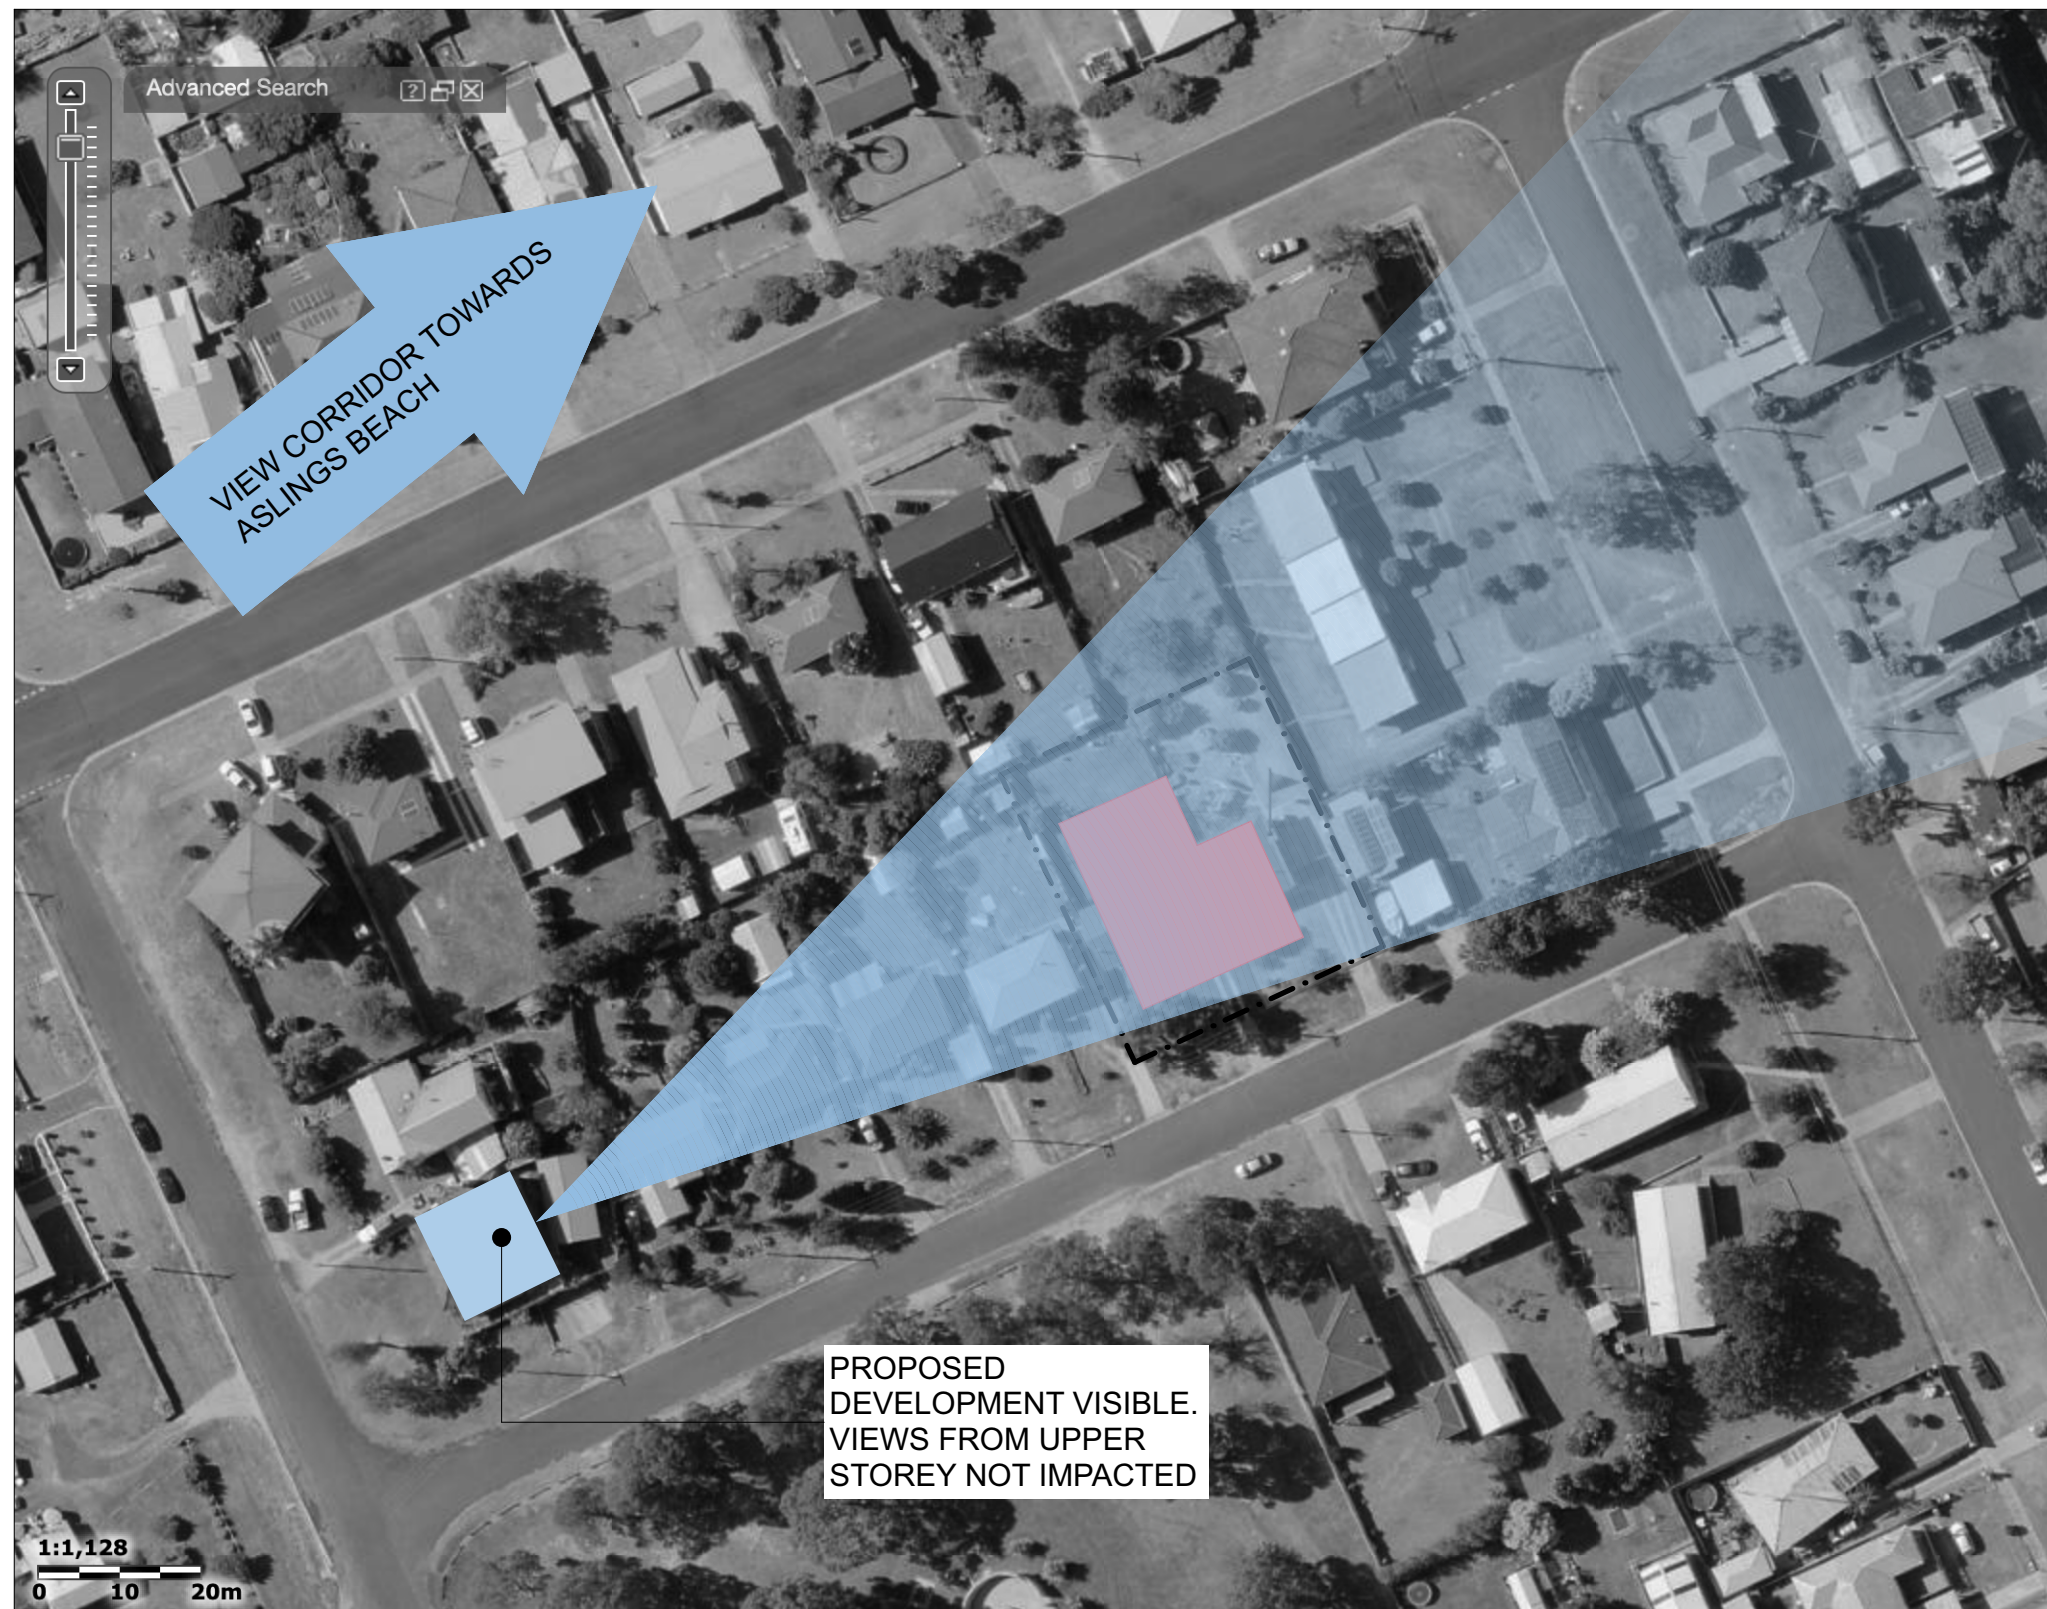 Advanced Search
VIEW CORRIDOR TOWARDS
ASLINGS BEACH
PROPOSED
DEVELOPMENT VISIBLE.
VIEWS FROM UPPER
STOREY NOT IMPACTED
1:1,128
0 10 20m